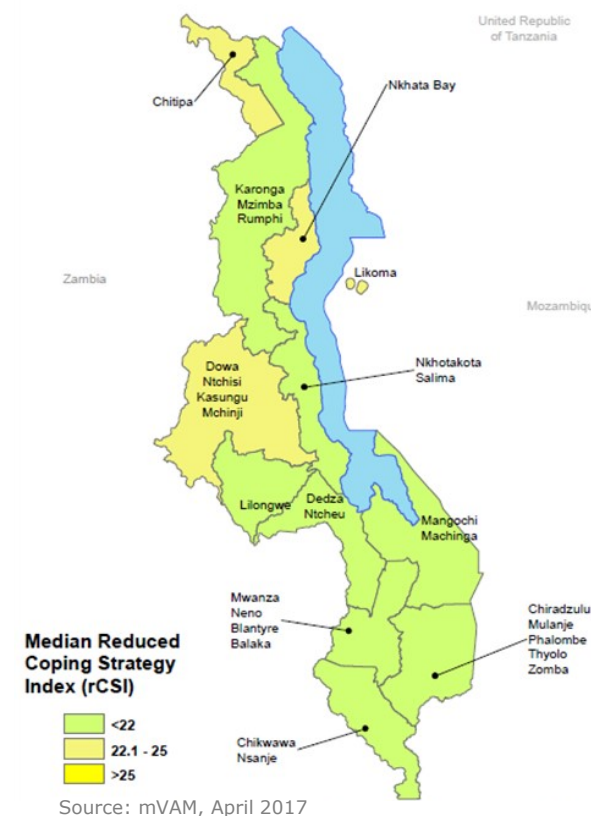 United Republic
of Tanzania
Chitipa
Nkhata Bay
Karonga
Mzimba
Rumphi
Likoma
Zambia
Mozambiqu
Dowa
Ntchisi
Kasungu
Mchinji
Nkhotakota
Salima
Lilongwe
Dedza
Ntcheu
Mangochi
Machinga
Mwanza
Neno
Blantyre
Balaka
Chiradzulu
Mulanje
Phalombe
Thyolo
Zomba
Median Reduced
Coping Strategy
Index (rCSI)
<22
22.1 - 25
>25
Chikwawa
Nsanje
Source: mVAM, April 2017